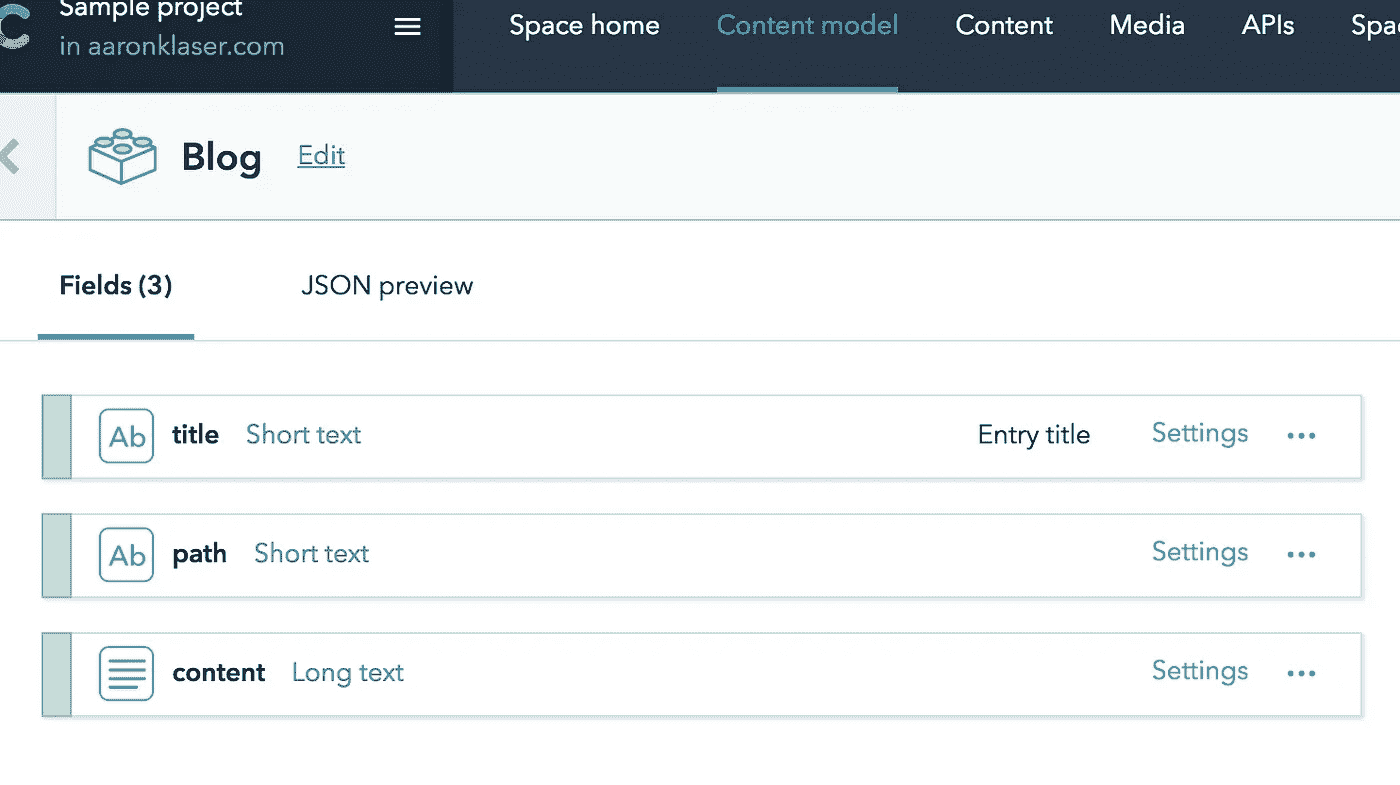 Sample project
in aaronklaser.com
Space home Content model Content Media APIs
Blog Edit
Fields (3) JSON preview
Ab title Short text Entry title Settings ...
Ab path Short text Settings ...
content Long text Settings ...